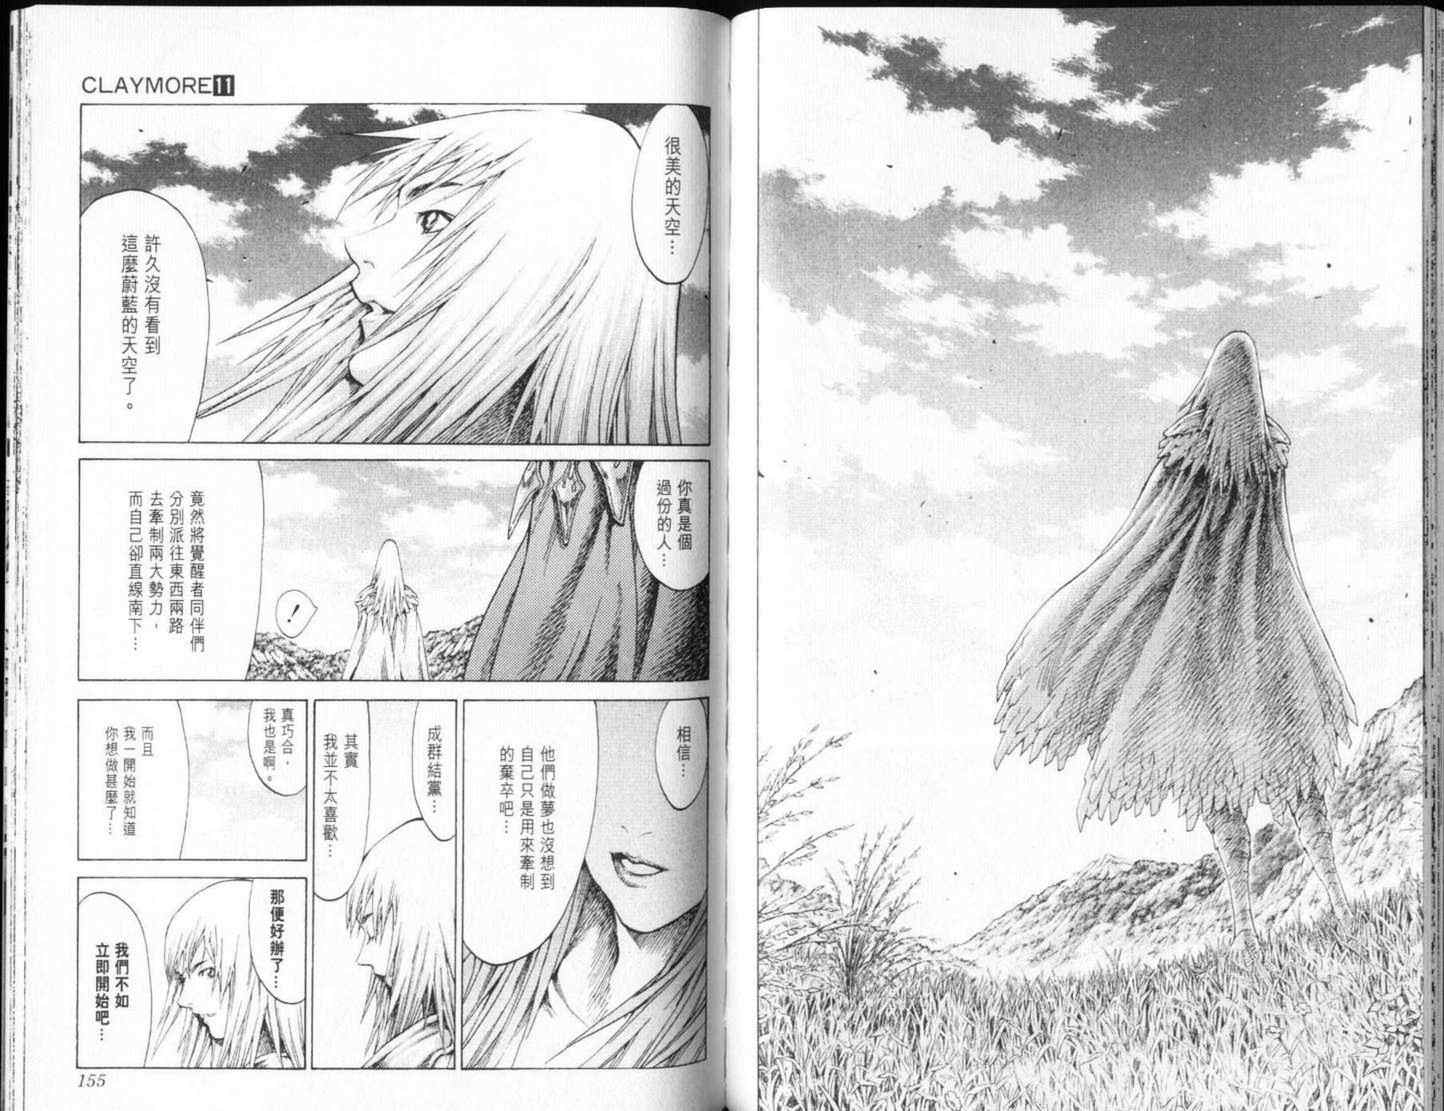 CLAYMORE11
很美的天空…
許久沒有看到
這麼蔚藍的天空了。
你真是個
過份的人…
竟然將覺醒者同伴們
分別派往東西兩路
去牽制兩大勢力，
而自己卻直線南下…
!
相信…
他們做夢也沒想到
自己只是用來牽制
的棄卒吧…
成群結黨…
其實
我並不太喜歡…
真巧合，
我也是啊。
而且
我一開始就知道
你想做甚麼了…
那便好辦了…
我們不如
立即開始吧…
155